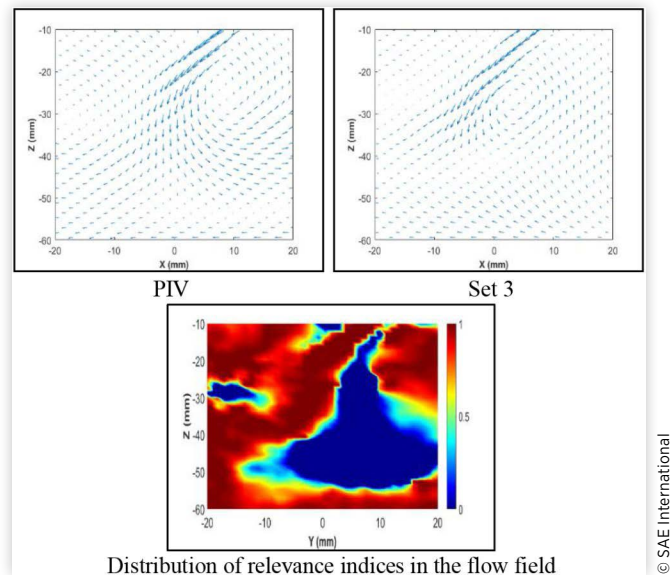 -10
-20
-30
-40
-50
-60
Z (mm)
-20 -10 0 10 20
X (mm)
PIV
-10
-20
-30
-40
-50
-60
Z (mm)
-20 -10 0 10 20
X (mm)
Set 3
-10
-20
-30
-40
-50
-60
Z (mm)
-20 -10 0 10 20
Y (mm)
1
0.5
0
Distribution of relevance indices in the flow field
© SAE International